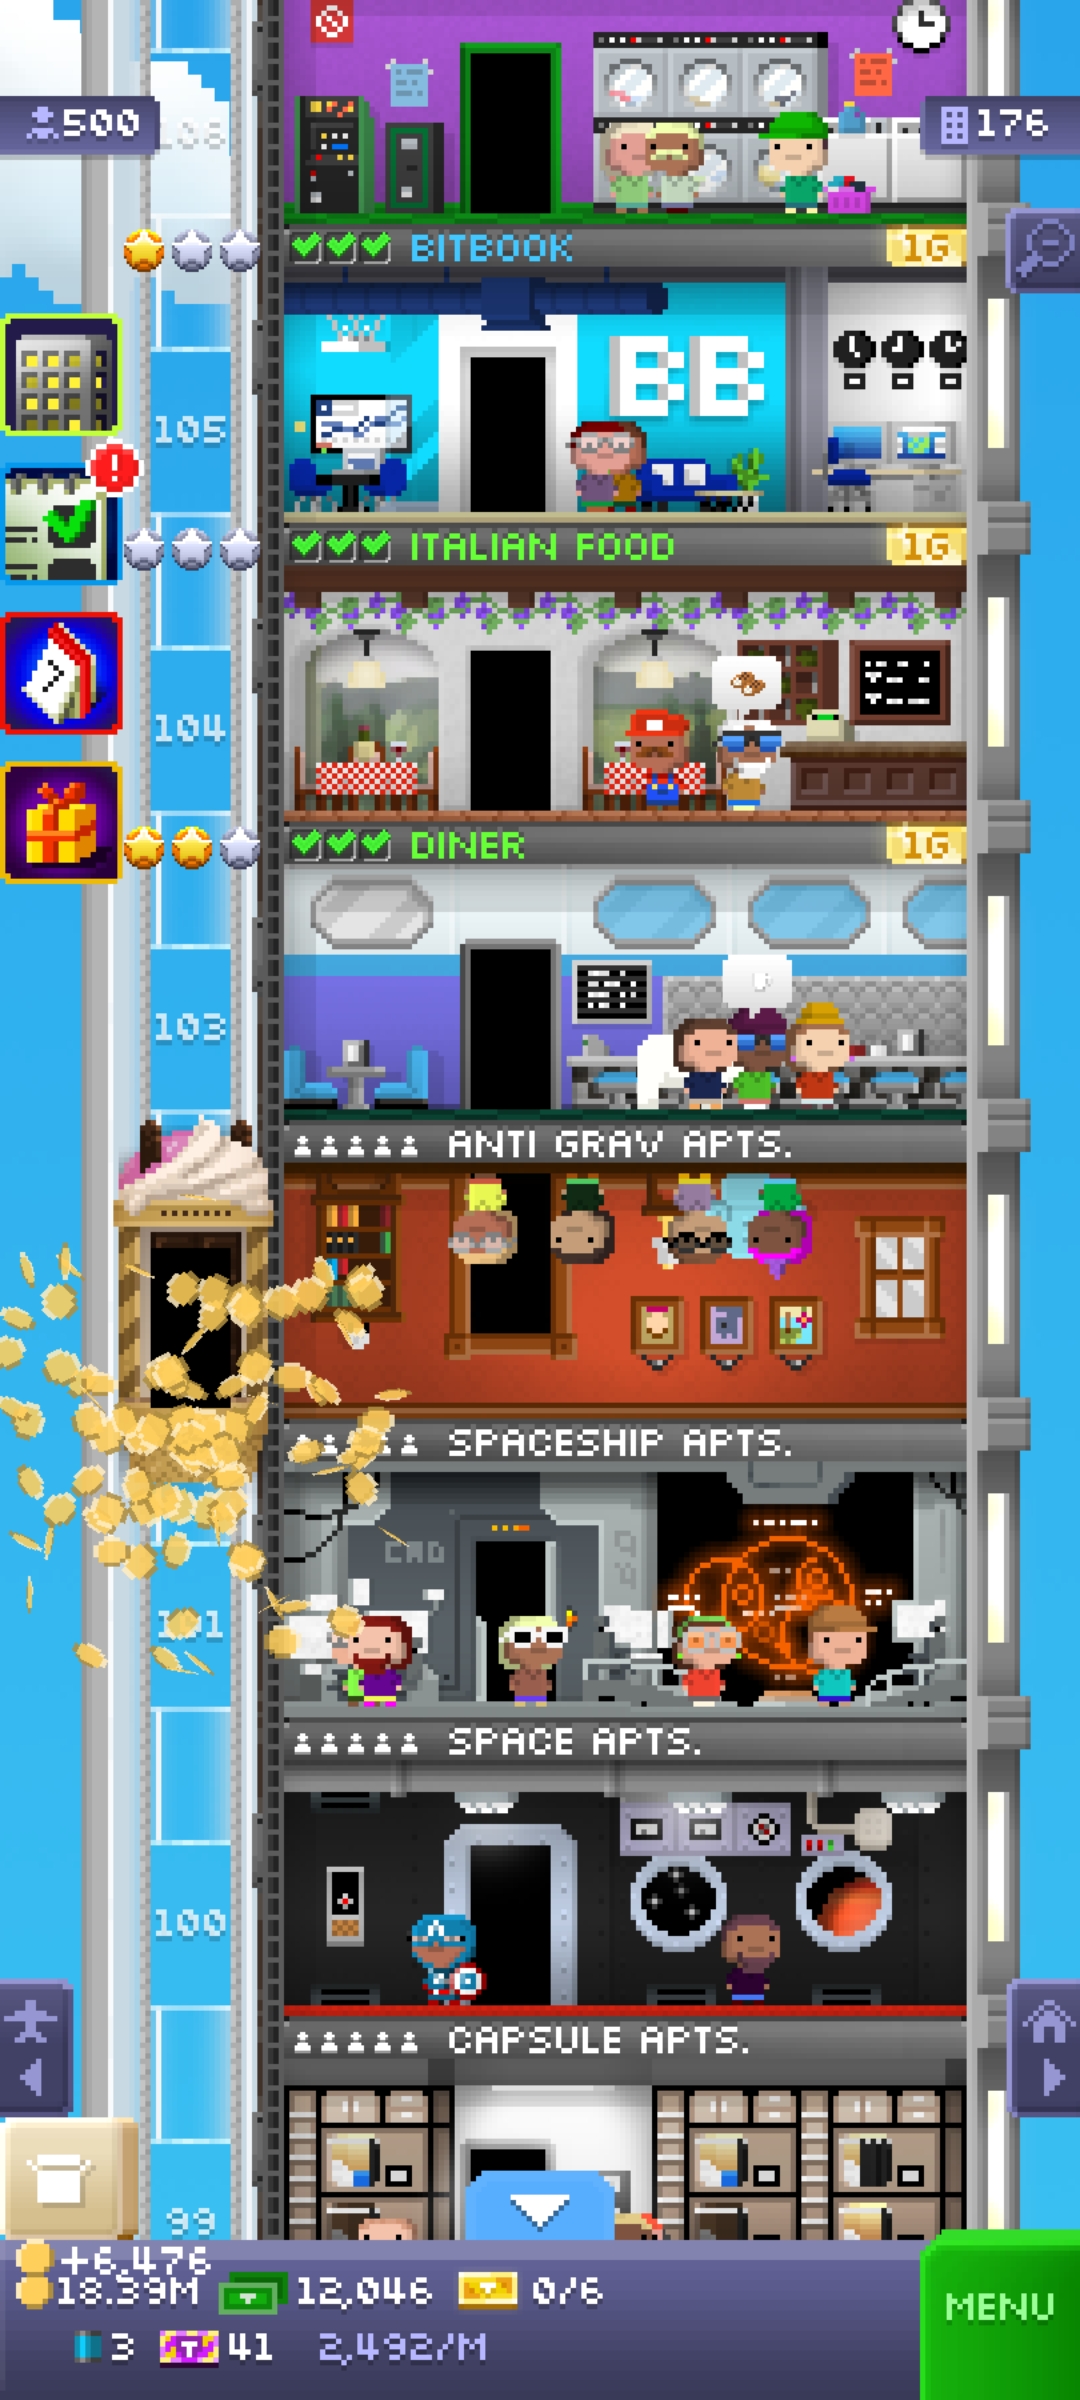 500
108
176
BITBOOK
1G
BB
105
ITALIAN FOOD
1G
104
DINER
1G
103
ANTI GRAV APTS.
SPACESHIP APTS.
101
SPACE APTS.
100
CAPSULE APTS.
99
+6,476
18.39M
12,046
0/6
MENU
3
T
41
2,492/M